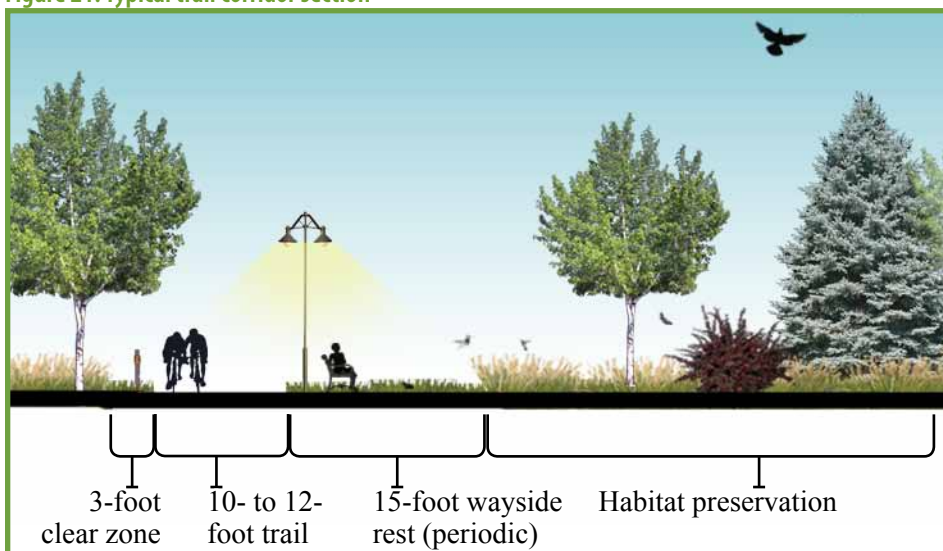 Figure Typical trail corridor section
3-foot
clear zone
10- to 12-
foot trail
15-foot wayside
rest (periodic)
Habitat preservation